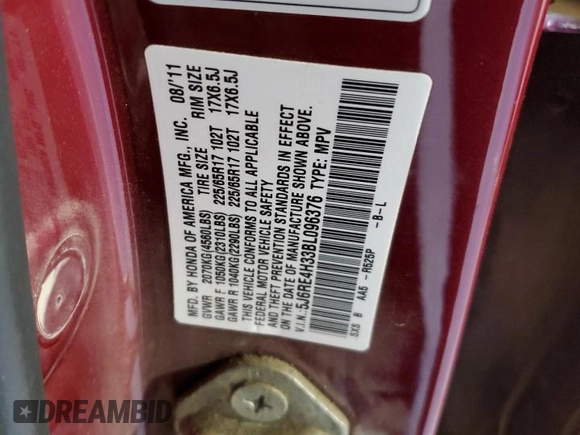 MFD. BY HONDA OF AMERICA MFG., INC. 08/'11
TIRE SIZE RIM SIZE
GVWR 2070KG(4560LBS)
GAWR F 1050KG(2310LBS) 225/65R17 102T 17X6.5J
GAWR R 1040KG(2290LBS) 225/65R17 102T 17X6.5J
THIS VEHICLE CONFORMS TO ALL APPLICABLE
FEDERAL MOTOR VEHICLE SAFETY
AND THEFT PREVENTION STANDARDS IN EFFECT
ON THE DATE OF MANUFACTURE SHOWN ABOVE.
V.I.N.: 5J6RE4H33BL096376 TYPE: MPV
SXS B AA5 -R525P -B-L
DREAMBID